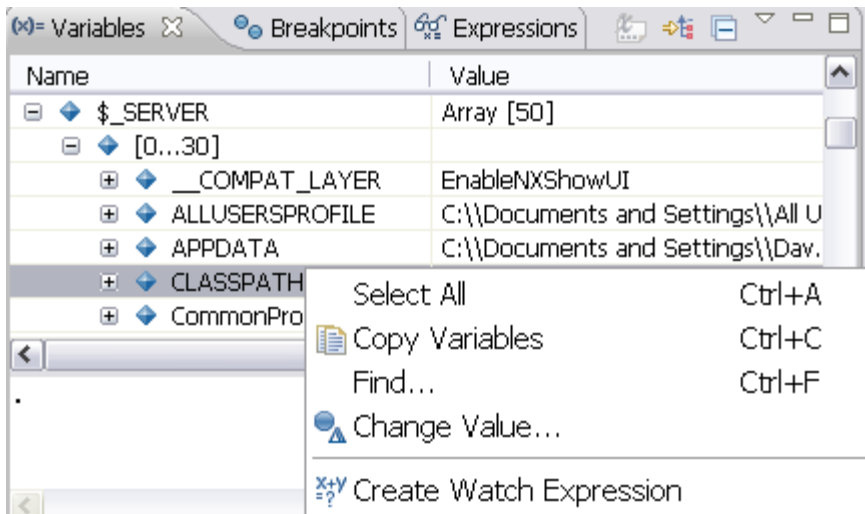 (x)= Variables Breakpoints Expressions
Name Value
$_SERVER Array [50]
[0...30]
__COMPAT_LAYER EnableNXShowUI
ALLUSERSPROFILE C:\\Documents and Settings\\All U
APPDATA C:\\Documents and Settings\\Dav.
CLASSPATH
CommonPro
.
Select All Ctrl+A
Copy Variables Ctrl+C
Find... Ctrl+F
Change Value...
Create Watch Expression